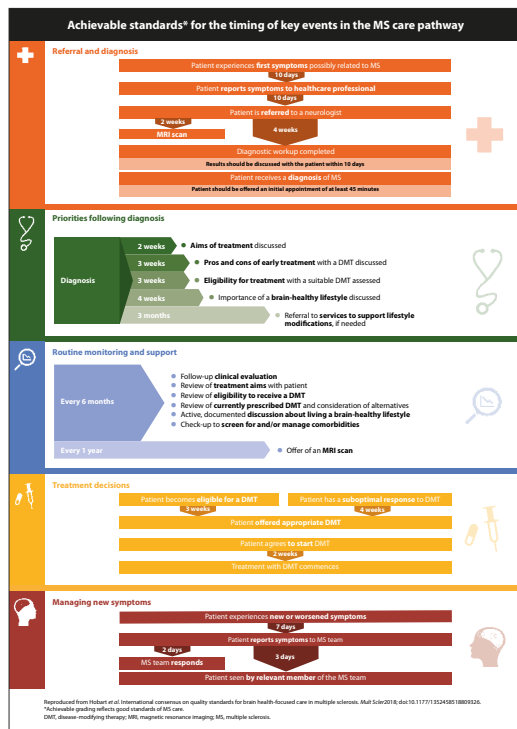 Achievable standards* for the timing of key events in the MS care pathway
Referral and diagnosis
Patient experiences first symptoms possibly related to MS
10 days
Patient reports symptoms to healthcare professional
10 days
Patient is referred to a neurologist
2 weeks
4 weeks
MRI scan
Diagnostic workup completed
Results should be discussed with the patient within 10 days
Patient receives a diagnosis of MS
Patient should be offered an initial appointment of at least 45 minutes
Priorities following diagnosis
Diagnosis
2 weeks
• Aims of treatment discussed
3 weeks
• Pros and cons of early treatment with a DMT discussed
3 weeks
• Eligibility for treatment with a suitable DMT assessed
4 weeks
• Importance of a brain-healthy lifestyle discussed
3 months
• Referral to services to support lifestyle
modifications, if needed
Routine monitoring and support
Every 6 months
• Follow-up clinical evaluation
• Review of treatment aims with patient
• Review of eligibility to receive a DMT
• Review of currently prescribed DMT and consideration of alternatives
• Active, documented discussion about living a brain-healthy lifestyle
• Check-up to screen for and/or manage comorbidities
Every 1 year
• Offer of an MRI scan
Treatment decisions
Patient becomes eligible for a DMT
Patient has a suboptimal response to DMT
3 weeks
4 weeks
Patient offered appropriate DMT
Patient agrees to start DMT
2 weeks
Treatment with DMT commences
Managing new symptoms
Patient experiences new or worsened symptoms
7 days
Patient reports symptoms to MS team
2 days
3 days
MS team responds
Patient seen by relevant member of the MS team
Reproduced from Hobart et al. International consensus on quality standards for brain health-focused care in multiple sclerosis. Mult Scler 2018; doi:10.1177/1352458518809326.
*Achievable grading reflects good standards of MS care.
DMT, disease-modifying therapy; MRI, magnetic resonance imaging; MS, multiple sclerosis.